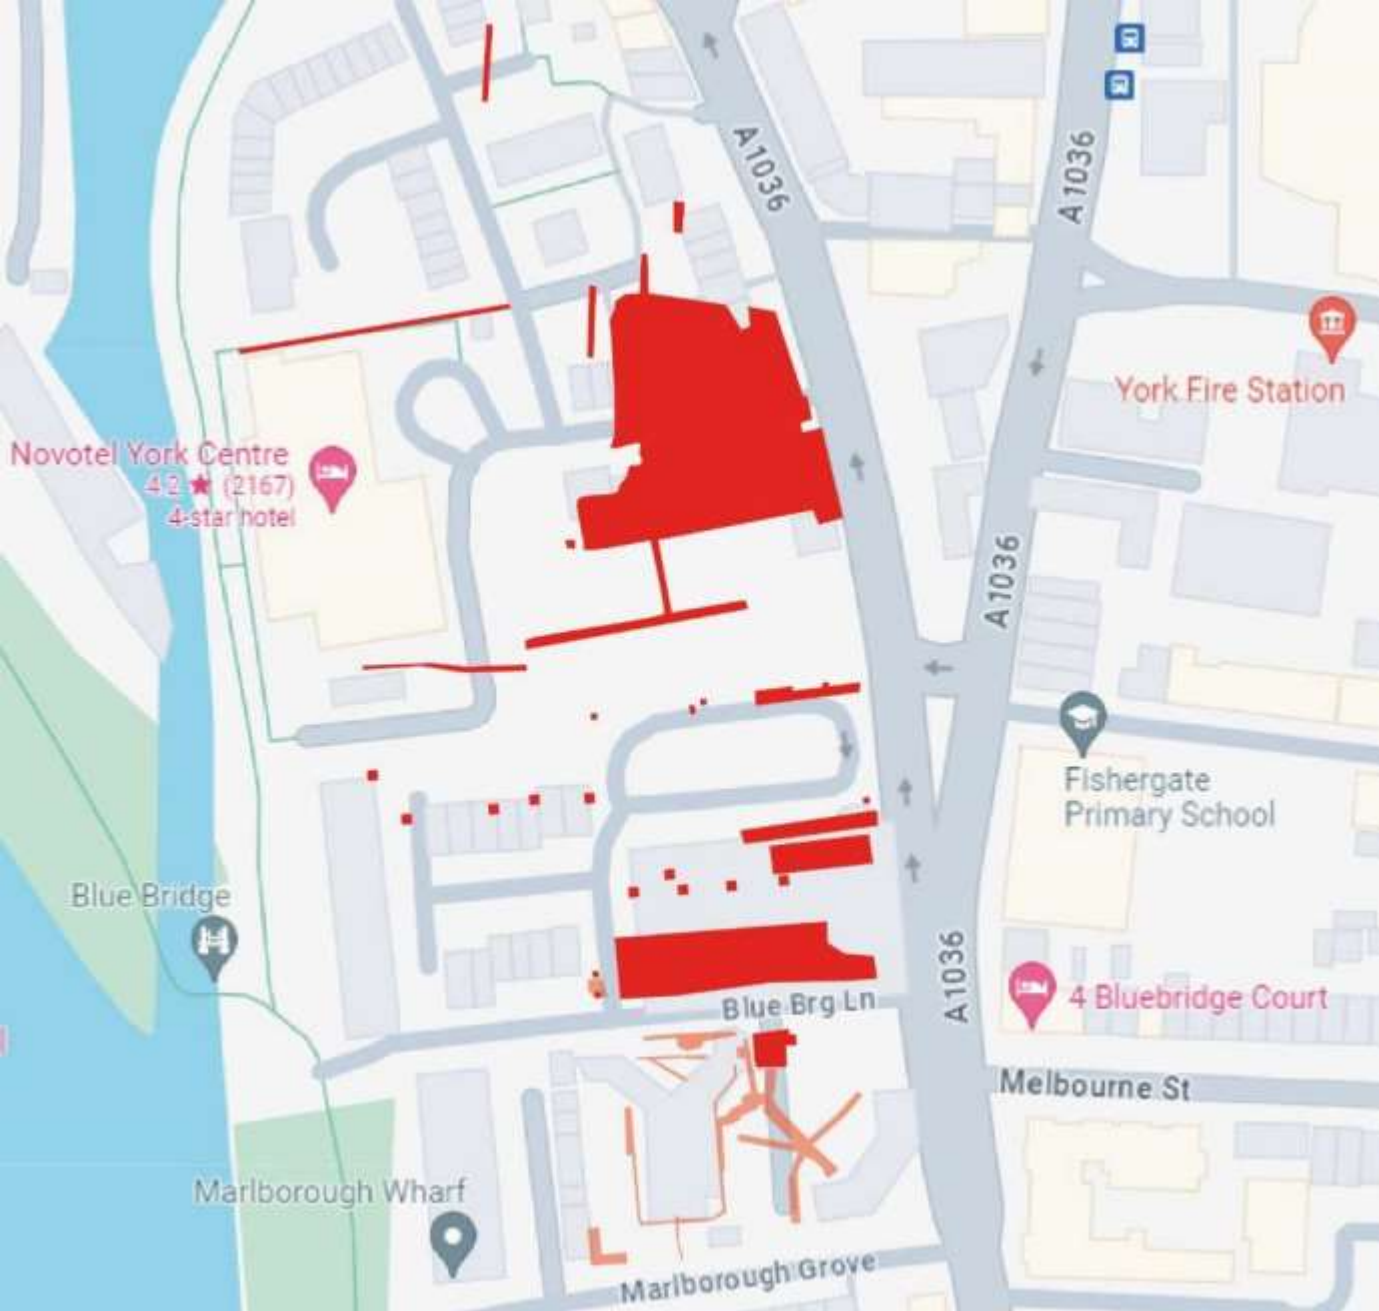 A1036
A1036
York Fire Station
Novotel York Centre
4.2 ★ (2167)
4-star hotel
A1036
Fishergate
Primary School
Blue Bridge
A1036
4 Bluebridge Court
Blue Brg Ln
Melbourne St
Marlborough Wharf
Marlborough Grove